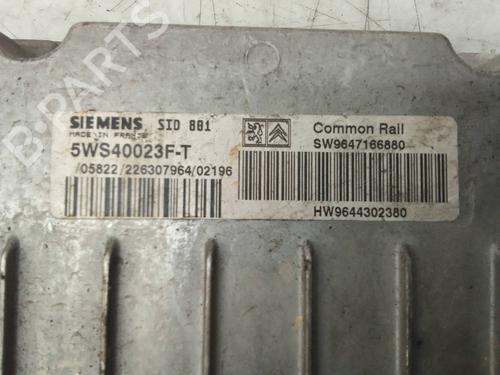 B-PARTS
SIEMENS SID 801
MADE IN FRANCE
5WS40023F-T
/05822 /226307964/02196
Common Rail
SW9647166880
HW9644302380